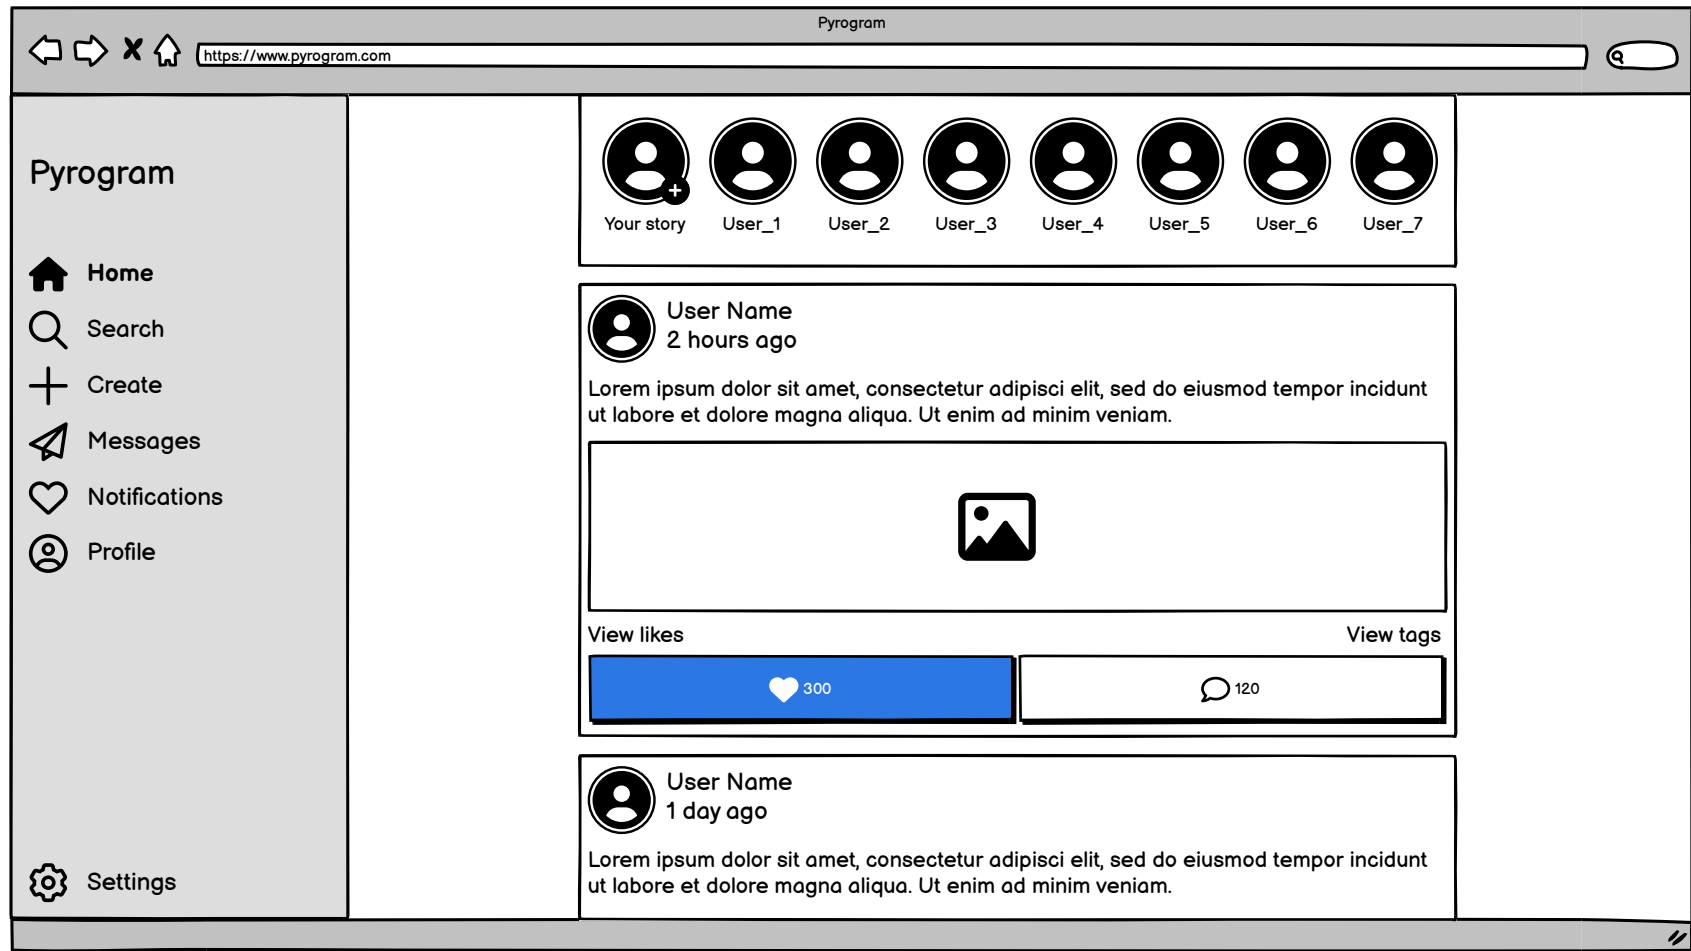 Pyrogram
https://www.pyrogram.com
Pyrogram
Home
Search
Create
Messages
Notifications
Profile
Settings
Your story
User_1
User_2
User_3
User_4
User_5
User_6
User_7
User Name
2 hours ago
Lorem ipsum dolor sit amet, consectetur adipisci elit, sed do eiusmod tempor incidunt
ut labore et dolore magna aliqua. Ut enim ad minim veniam.
View likes
View tags
300
120
User Name
1 day ago
Lorem ipsum dolor sit amet, consectetur adipisci elit, sed do eiusmod tempor incidunt
ut labore et dolore magna aliqua. Ut enim ad minim veniam.